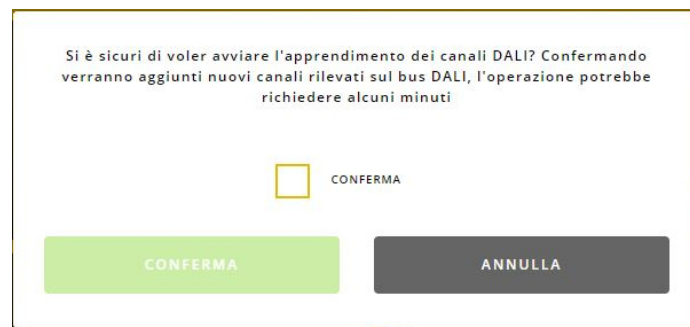 Si è sicuri di voler avviare l'apprendimento dei canali DALI? Confermando
verranno aggiunti nuovi canali rilevati sul bus DALI, l'operazione potrebbe
richiedere alcuni minuti
CONFERMA
CONFERMA
ANNULLA